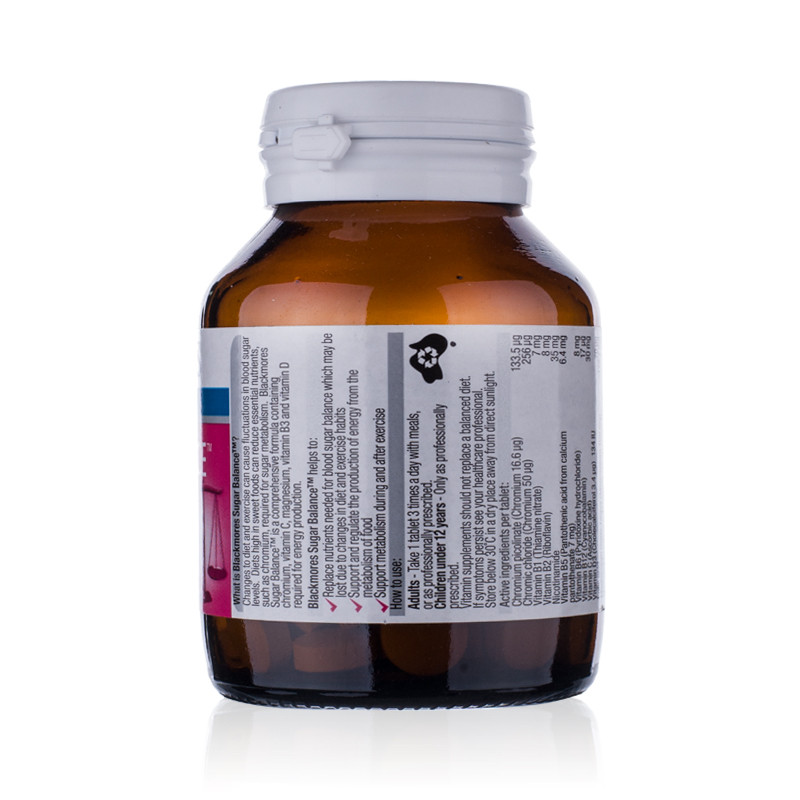 What is Blackmores Sugar Balance™?
Changes to diet and exercise can cause fluctuations in blood sugar
levels. Diets high in sweet foods can reduce essential nutrients,
such as chromium, required for sugar metabolism. Blackmores
Sugar Balance™ is a comprehensive formula containing
chromium, vitamin C, magnesium, vitamin B3 and vitamin D
required for energy production.
Blackmores Sugar Balance™ helps to:
Replace nutrients needed for blood sugar balance which may be
lost due to changes in diet and exercise habits
Support and regulate the production of energy from the
metabolism of food
Support metabolism during and after exercise
How to use:
Adults - Take 1 tablet 3 times a day with meals,
or as professionally prescribed.
Children under 12 years - Only as professionally
prescribed.
Vitamin supplements should not replace a balanced diet.
If symptoms persist see your healthcare professional.
Store below 30°C in a dry place away from direct sunlight.
Active ingredients per tablet:
Chromium picolinate (Chromium 16.6 µg) 133.5 µg
Chromic chloride (Chromium 50 µg) 256 µg
Vitamin B1 (Thiamine nitrate) 7 mg
Vitamin B2 (Riboflavin) 8 mg
Nicotinamide 35 mg
Vitamin B5 (Pantothenic acid from calcium 6.4 mg
pantothenate 7 mg)
Vitamin B6 (Pyridoxine hydrochloride) 8 mg
Vitamin B12 (Cyanocobalamin)